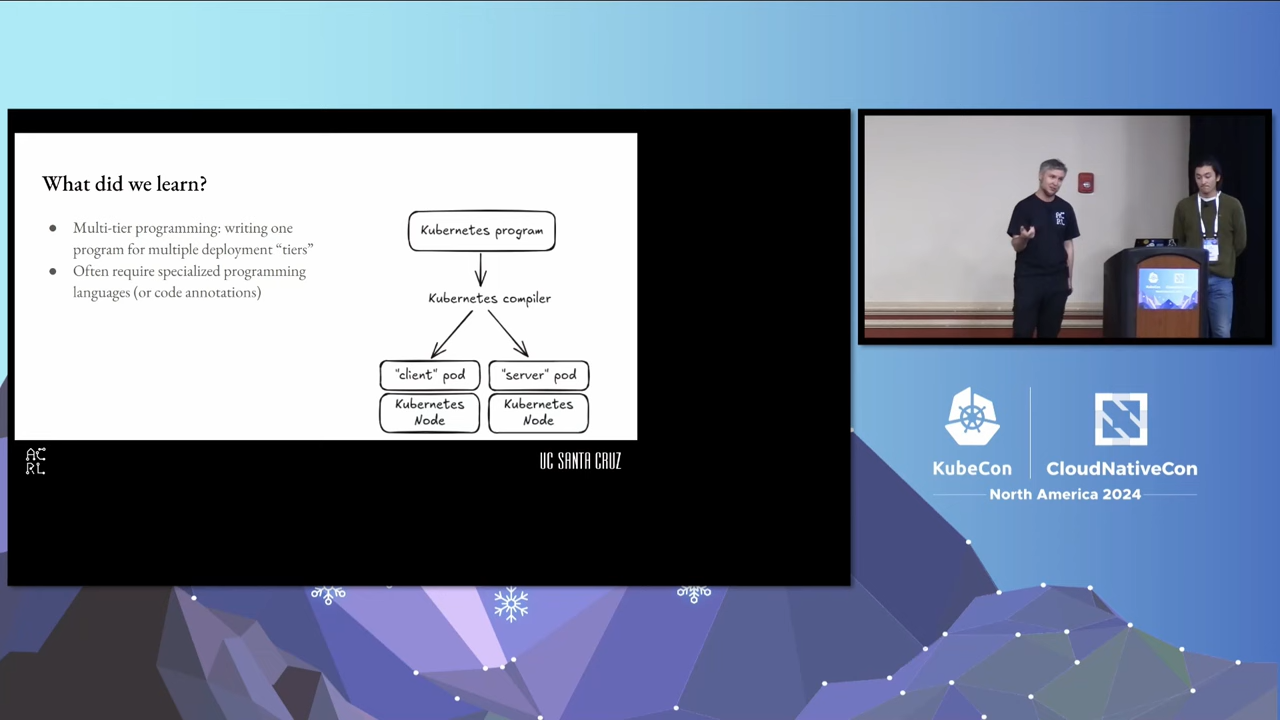 What did we learn?
● Multi-tier programming: writing one
program for multiple deployment “tiers”
● Often require specialized programming
languages (or code annotations)
Kubernetes program
Kubernetes compiler
"client" pod
"server" pod
Kubernetes
Node
Kubernetes
Node
AC
RL
UC SANTA CRUZ
AC
RL
KubeCon
CloudNativeCon
North America 2024